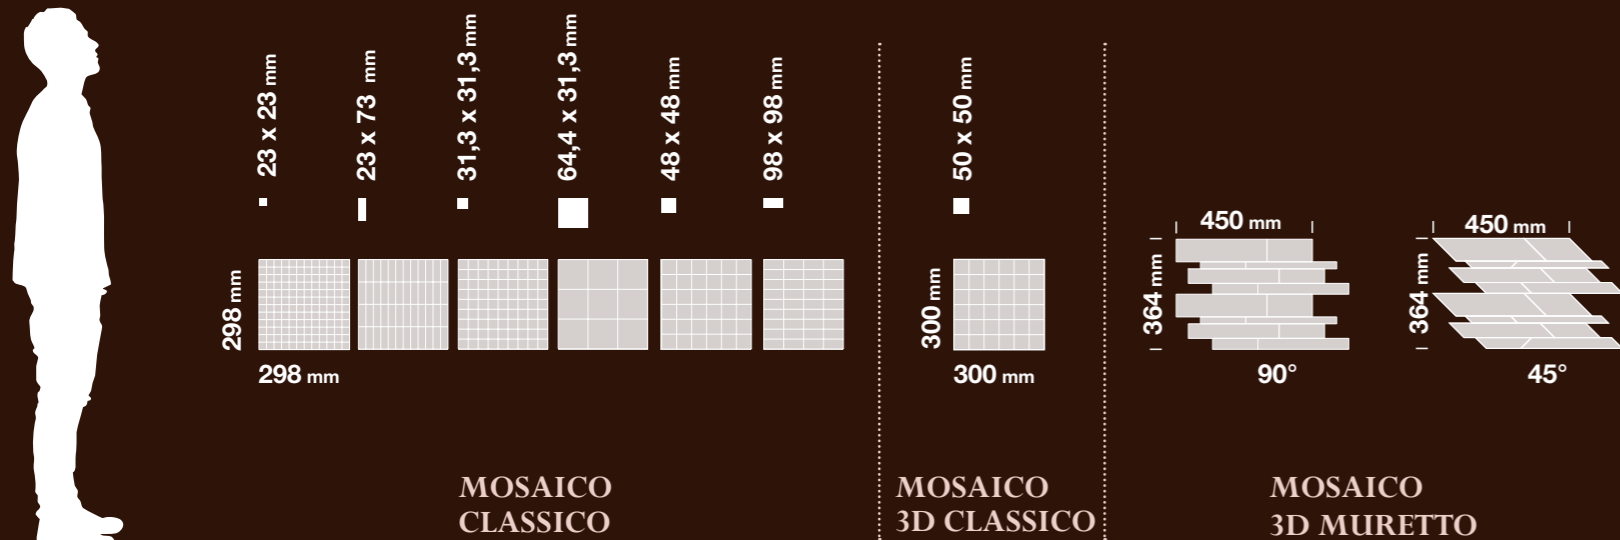 23 x 23 mm
23 x 73 mm
31,3 x 31,3 mm
64,4 x 31,3 mm
48 x 48 mm
98 x 98 mm
298 mm
298 mm
MOSAICO
CLASSICO
50 x 50 mm
300 mm
300 mm
MOSAICO
3D CLASSICO
450 mm
364 mm
90°
450 mm
364 mm
45°
MOSAICO
3D MURETTO